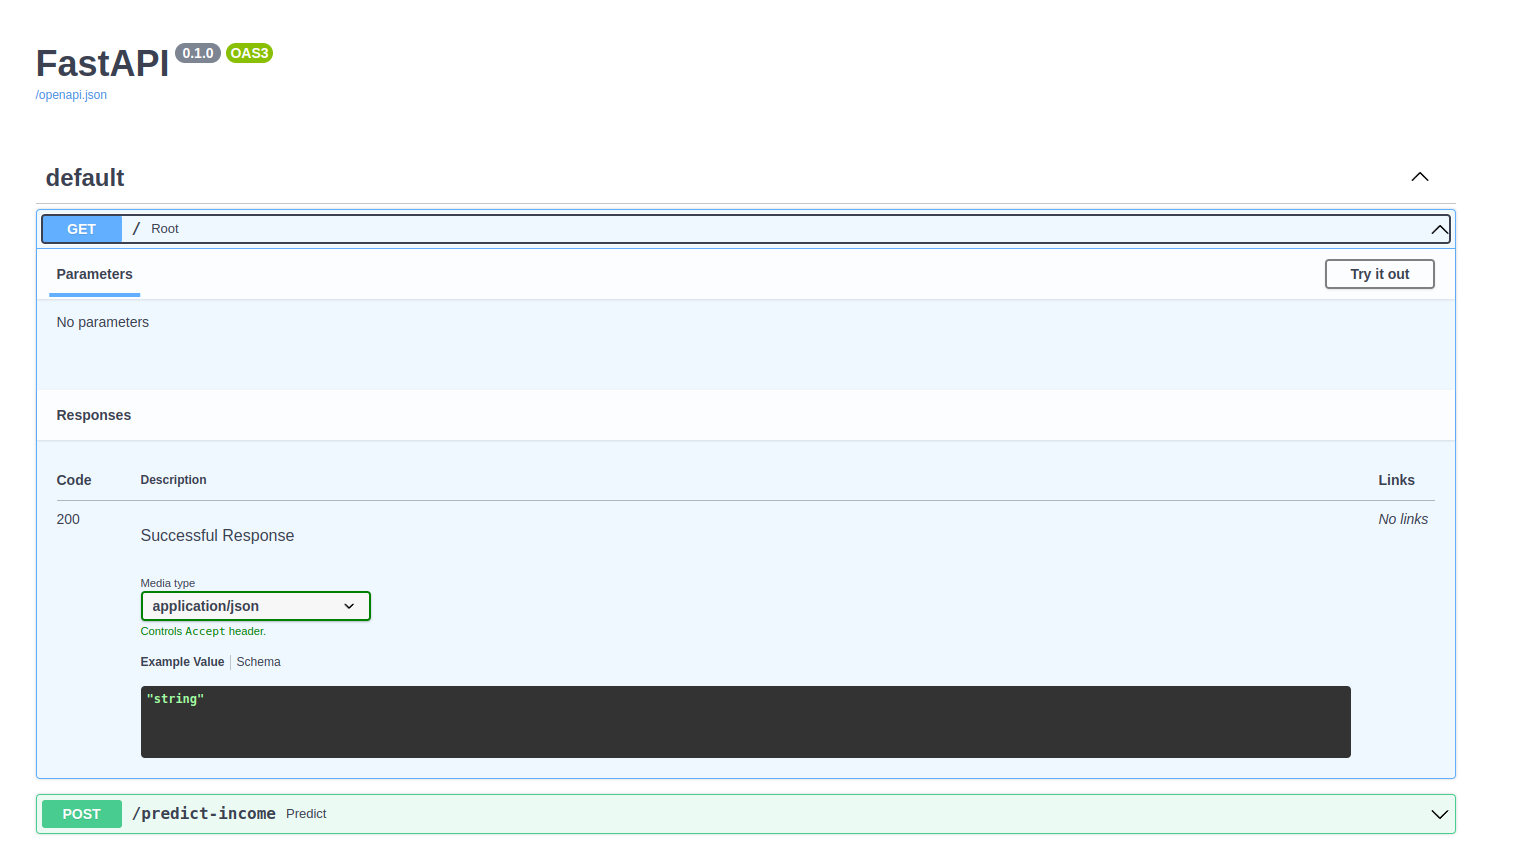 FastAPI 0.1.0 OAS3
/openapi.json
default
GET / Root
Parameters Try it out
No parameters
Responses
Code Description Links
200 Successful Response No links
Media type
application/json
Controls Accept header.
Example Value Schema
"string"
POST /predict-income Predict